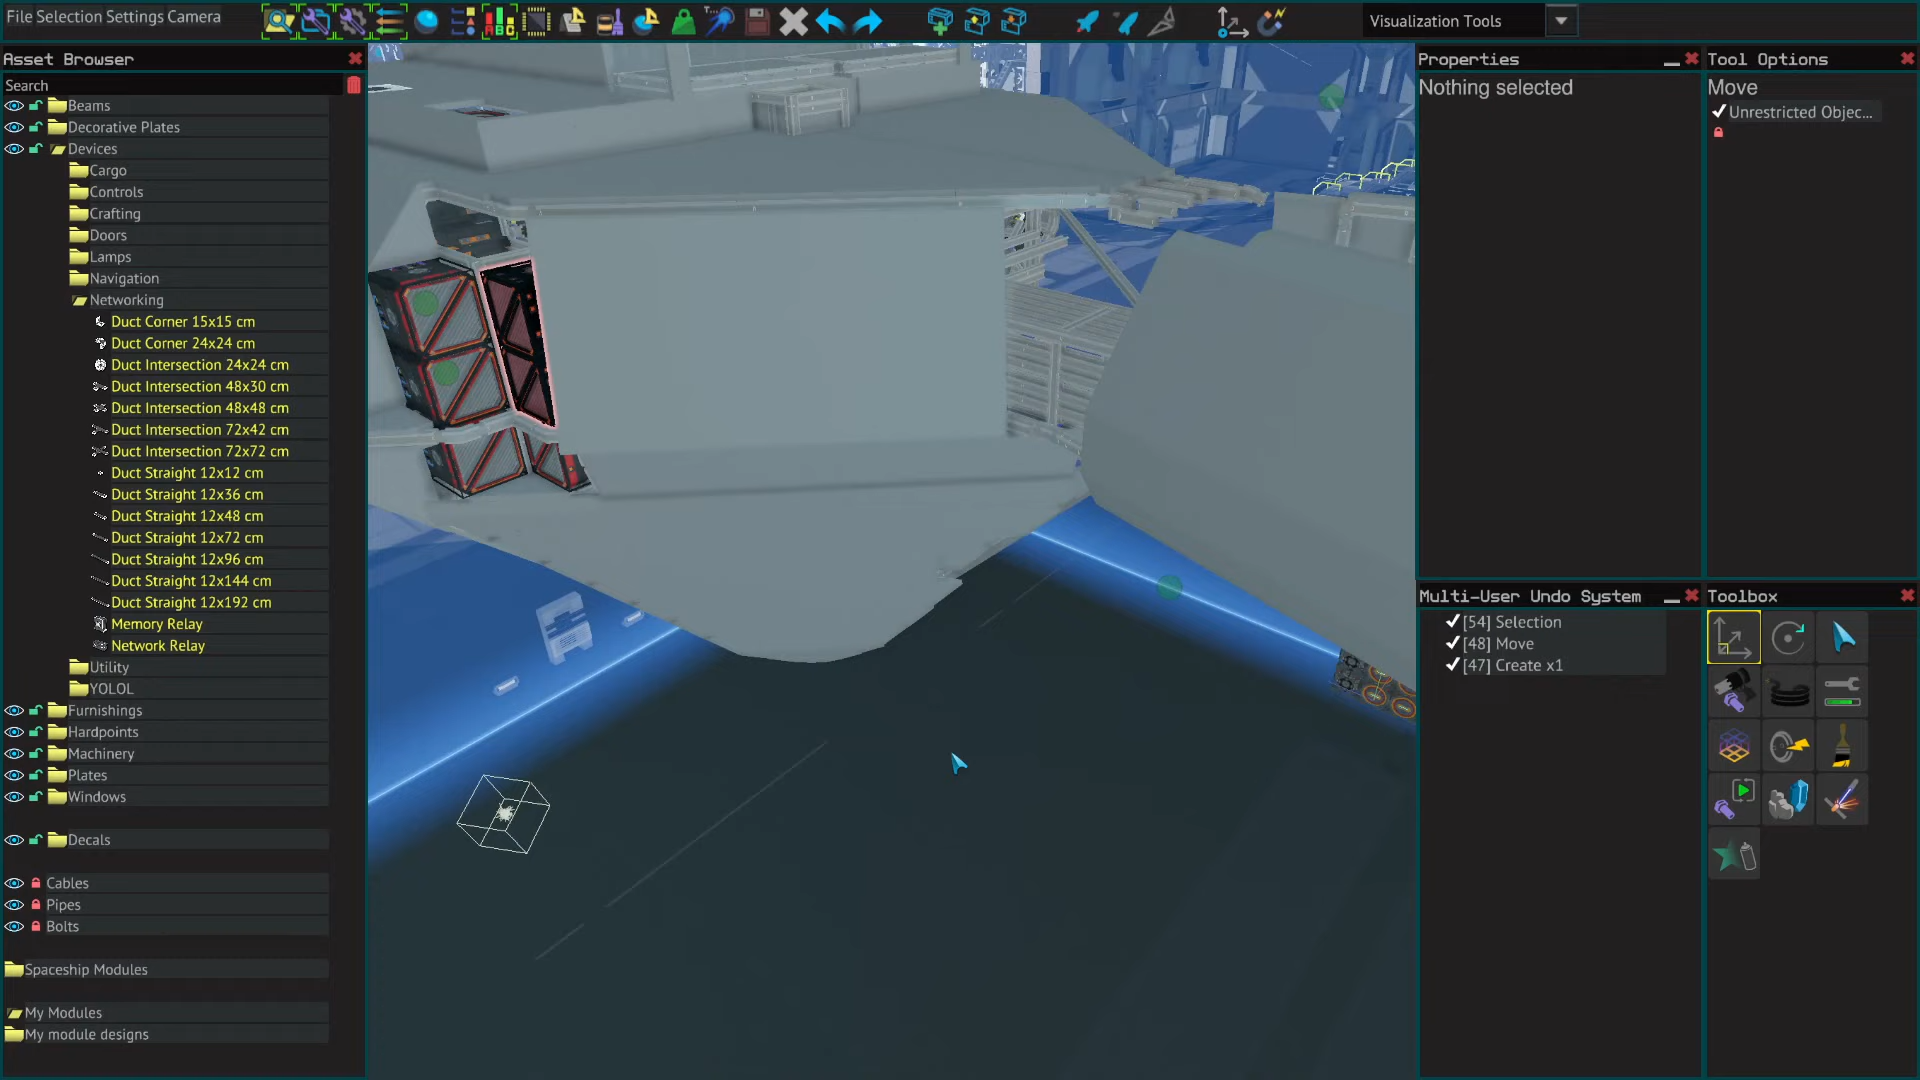 File Selection Settings Camera
Visualization Tools
Asset Browser
Search
Beams
Decorative Plates
Devices
Cargo
Controls
Crafting
Doors
Lamps
Navigation
Networking
Duct Corner 15x15 cm
Duct Corner 24x24 cm
Duct Intersection 24x24 cm
Duct Intersection 48x30 cm
Duct Intersection 48x48 cm
Duct Intersection 72x42 cm
Duct Intersection 72x72 cm
Duct Straight 12x12 cm
Duct Straight 12x36 cm
Duct Straight 12x48 cm
Duct Straight 12x72 cm
Duct Straight 12x96 cm
Duct Straight 12x144 cm
Duct Straight 12x192 cm
Memory Relay
Network Relay
Utility
YOLOL
Furnishings
Hardpoints
Machinery
Plates
Windows
Decals
Cables
Pipes
Bolts
Spaceship Modules
My Modules
My module designs
Properties
Nothing selected
Tool Options
Move
Unrestricted Objec...
Multi-User Undo System
[54] Selection
[48] Move
[47] Create x1
Toolbox